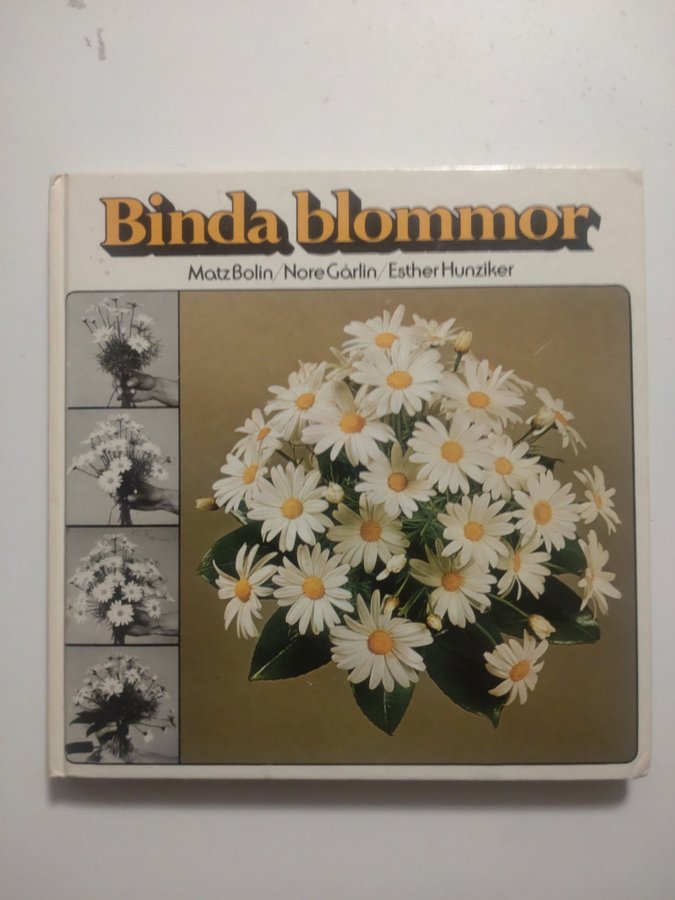 Binda blommor
Matz Bolin/Nore Gårlin/Esther Hunziker